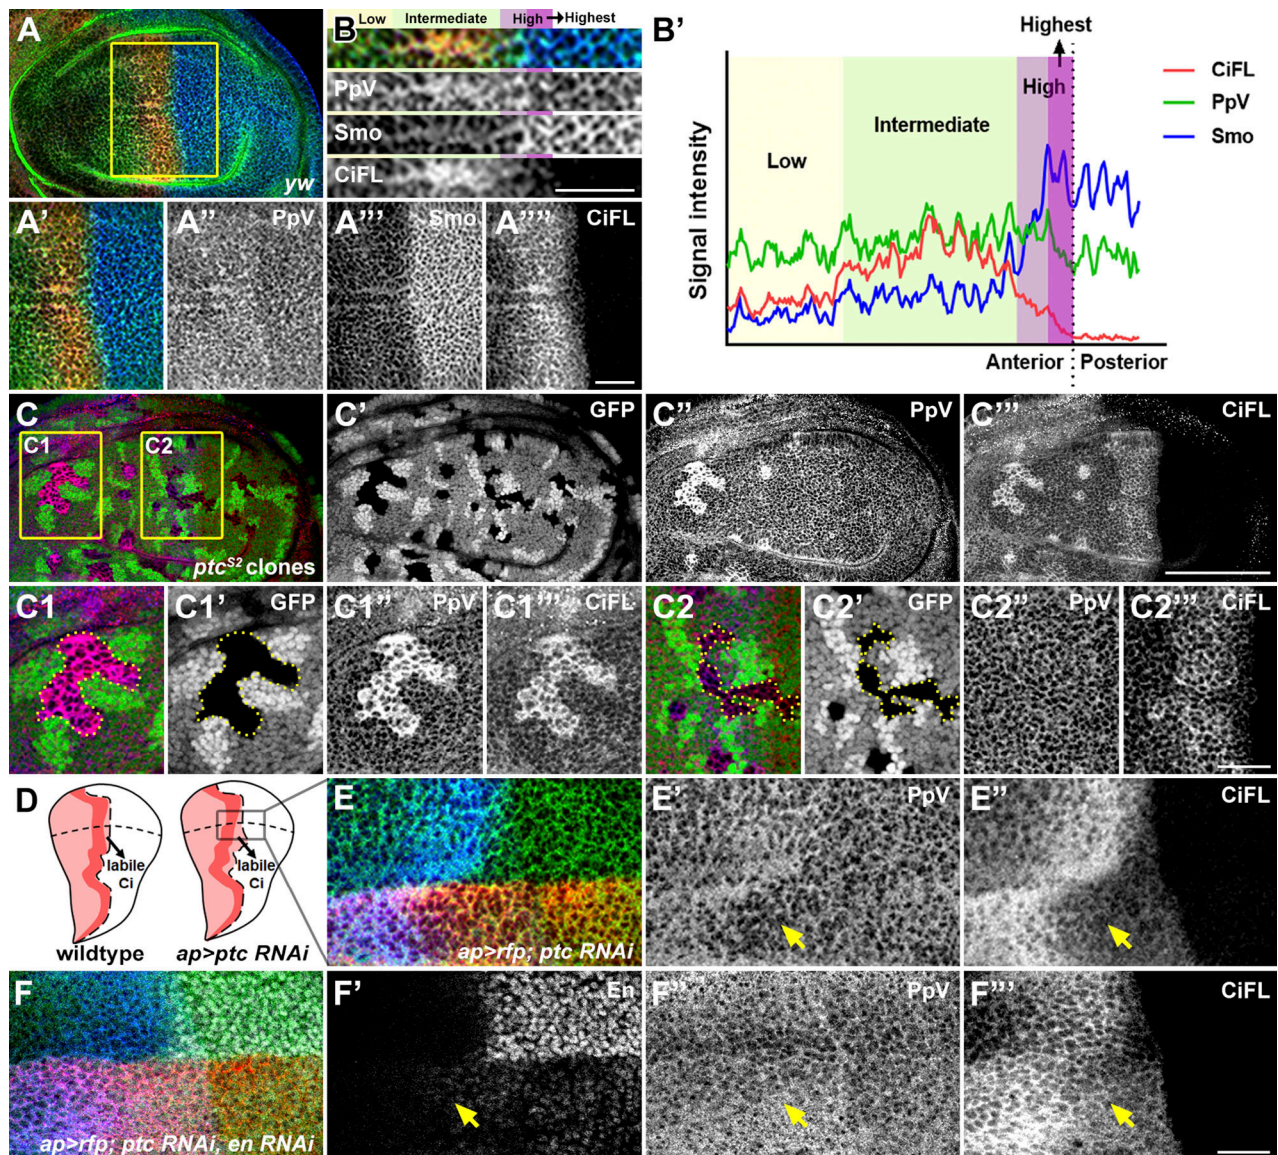 A
yw
B
Low
Intermediate
High
Highest
PpV
Smo
CiFL
B'
Signal intensity
Low
Intermediate
High
Highest
Anterior
Posterior
CiFL
PpV
Smo
A'
A''
PpV
A'''
Smo
A''''
CiFL
C
C1
C2
ptcS2 clones
C'
GFP
C''
PpV
C'''
CiFL
C1
C1'
GFP
C1''
PpV
C1'''
CiFL
C2
C2'
GFP
C2''
PpV
C2'''
CiFL
D
labile
Ci
wildtype
labile
Ci
ap>ptc RNAi
E
ap>rfp; ptc RNAi
E'
PpV
E''
CiFL
F
ap>rfp; ptc RNAi, en RNAi
F'
En
F''
PpV
F'''
CiFL